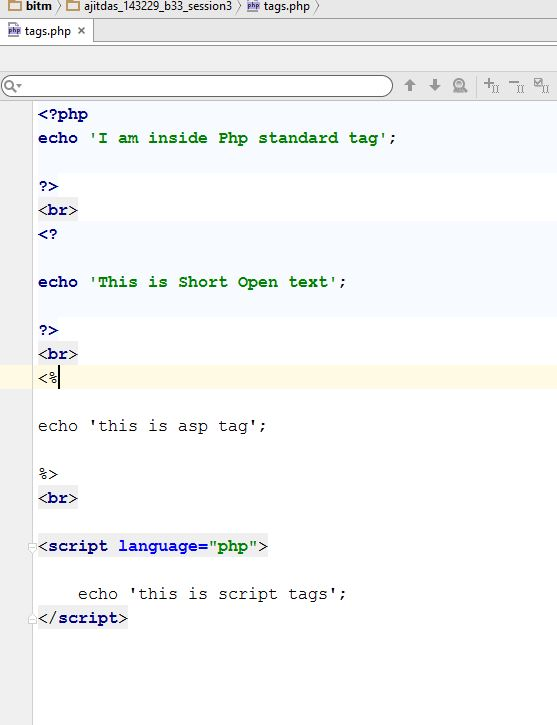 bitm ajitdas_143229_b33_session3 tags.php
tags.php
<?php
echo 'I am inside Php standard tag';
?>
<br>
<?
echo 'This is Short Open text';
?>
<br>
<%
echo 'this is asp tag';
%>
<br>
<script language="php">
echo 'this is script tags';
</script>